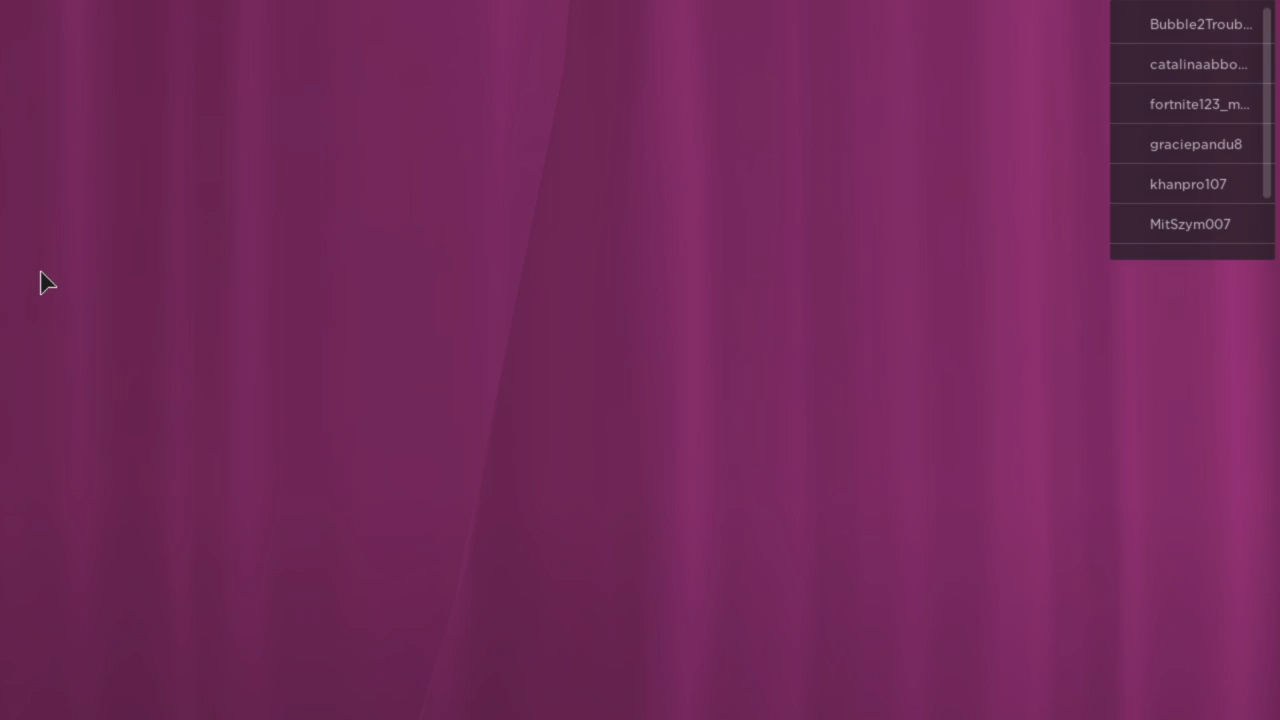 Bubble2Troub...
catalinaabbo...
fortnite123_m...
graciepandu8
khanpro107
MitSzym007